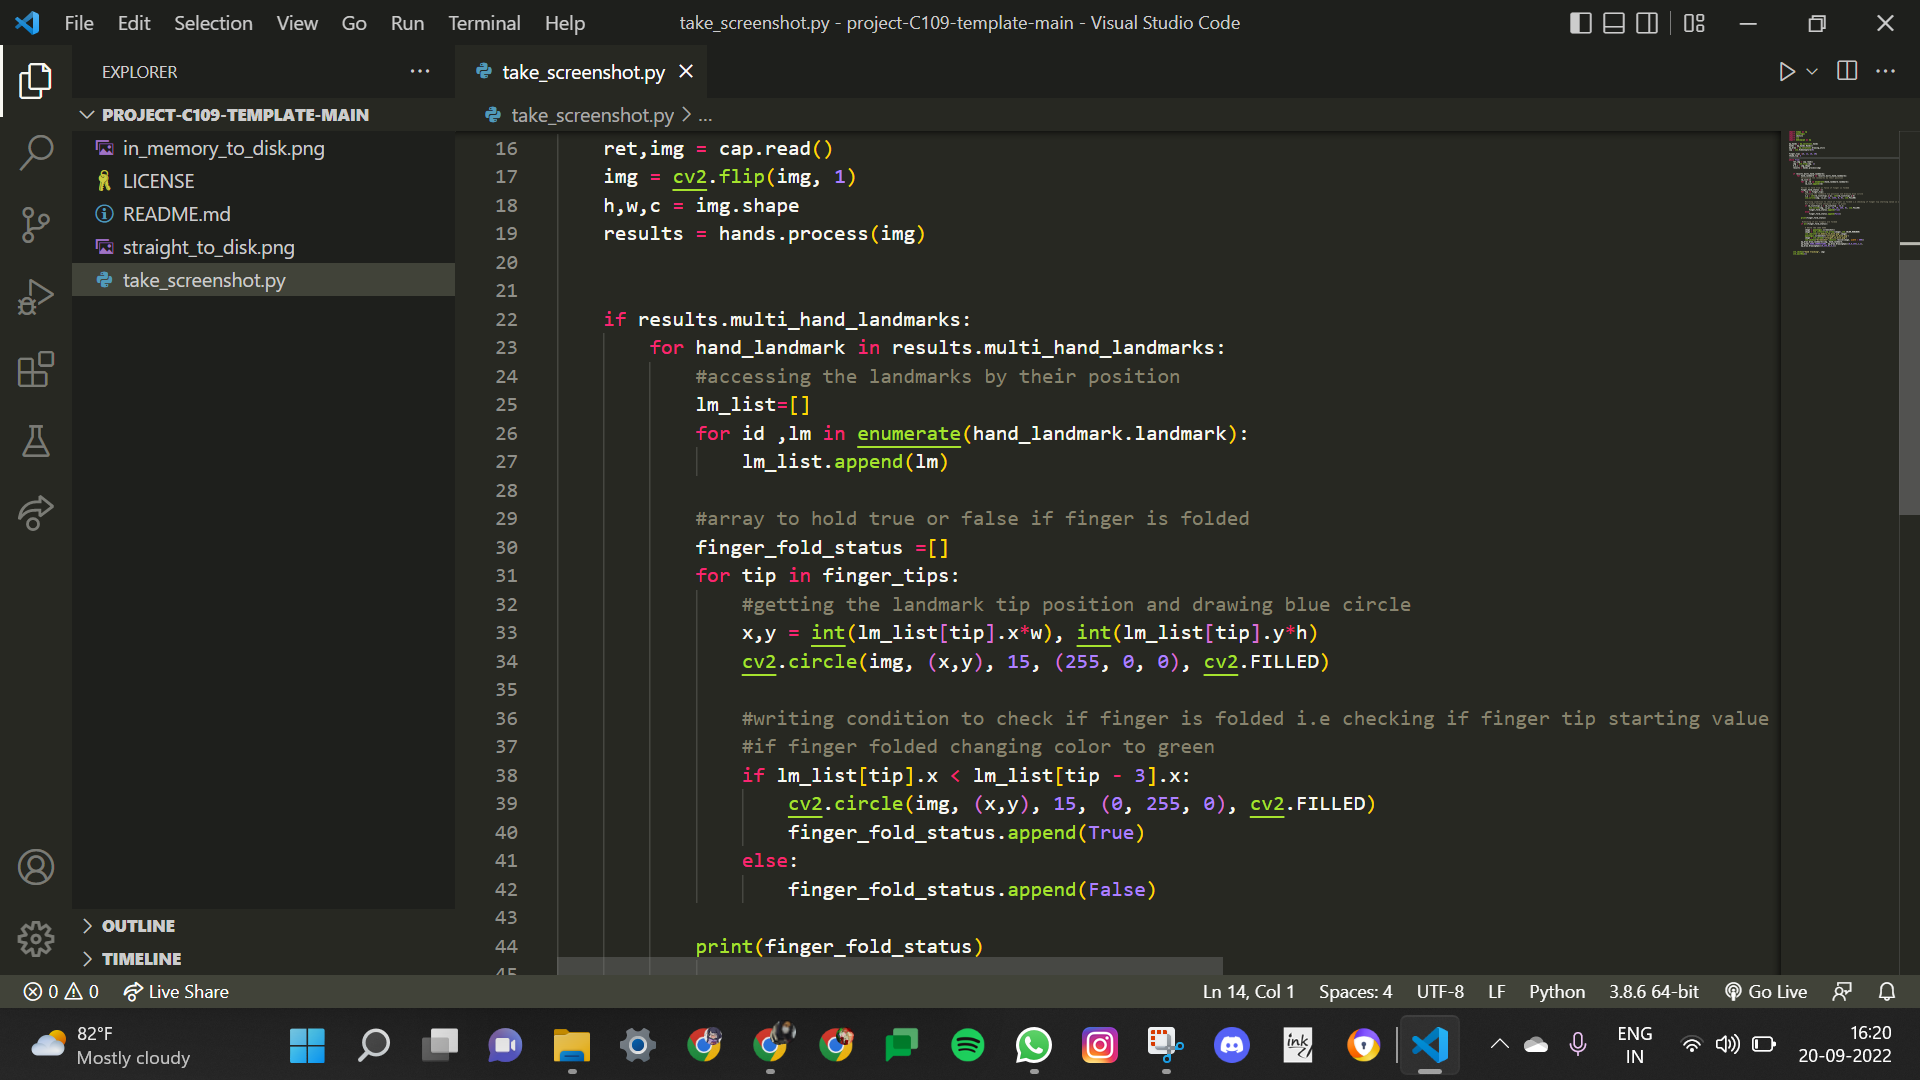 File Edit Selection View Go Run Terminal Help
take_screenshot.py - project-C109-template-main - Visual Studio Code
EXPLORER
PROJECT-C109-TEMPLATE-MAIN
in_memory_to_disk.png
LICENSE
README.md
straight_to_disk.png
take_screenshot.py
OUTLINE
TIMELINE
take_screenshot.py
take_screenshot.py > ...
16 ret,img = cap.read()
17 img = cv2.flip(img, 1)
18 h,w,c = img.shape
19 results = hands.process(img)
20
21
22 if results.multi_hand_landmarks:
23 for hand_landmark in results.multi_hand_landmarks:
24 #accessing the landmarks by their position
25 lm_list=[]
26 for id ,lm in enumerate(hand_landmark.landmark):
27 lm_list.append(lm)
28
29 #array to hold true or false if finger is folded
30 finger_fold_status =[]
31 for tip in finger_tips:
32 #getting the landmark tip position and drawing blue circle
33 x,y = int(lm_list[tip].x*w), int(lm_list[tip].y*h)
34 cv2.circle(img, (x,y), 15, (255, 0, 0), cv2.FILLED)
35
36 #writing condition to check if finger is folded i.e checking if finger tip starting value
37 #if finger folded changing color to green
38 if lm_list[tip].x < lm_list[tip - 3].x:
39 cv2.circle(img, (x,y), 15, (0, 255, 0), cv2.FILLED)
40 finger_fold_status.append(True)
41 else:
42 finger_fold_status.append(False)
43
44 print(finger_fold_status)
45
0 0 Live Share
Ln 14, Col 1 Spaces: 4 UTF-8 LF Python 3.8.6 64-bit Go Live
82°F
Mostly cloudy
ink
ENG
IN
16:20
20-09-2022